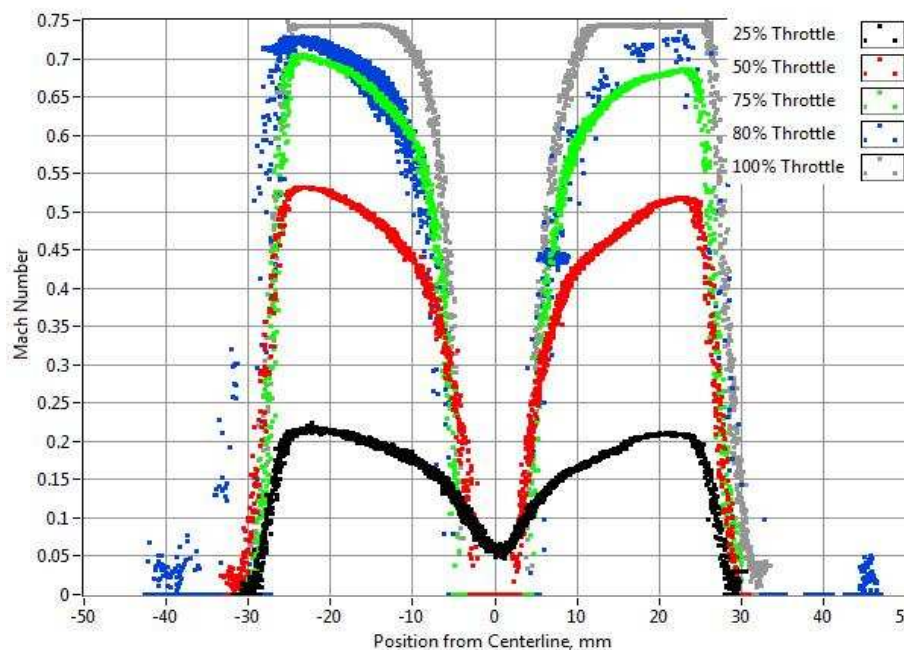 0.75
0.7
0.65
0.6
0.55
0.5
0.45
0.4
0.35
0.3
0.25
0.2
0.15
0.1
0.05
0
Mach Number
-50 -40 -30 -20 -10 0 10 20 30 40 50
Position from Centerline, mm
25% Throttle
50% Throttle
75% Throttle
80% Throttle
100% Throttle